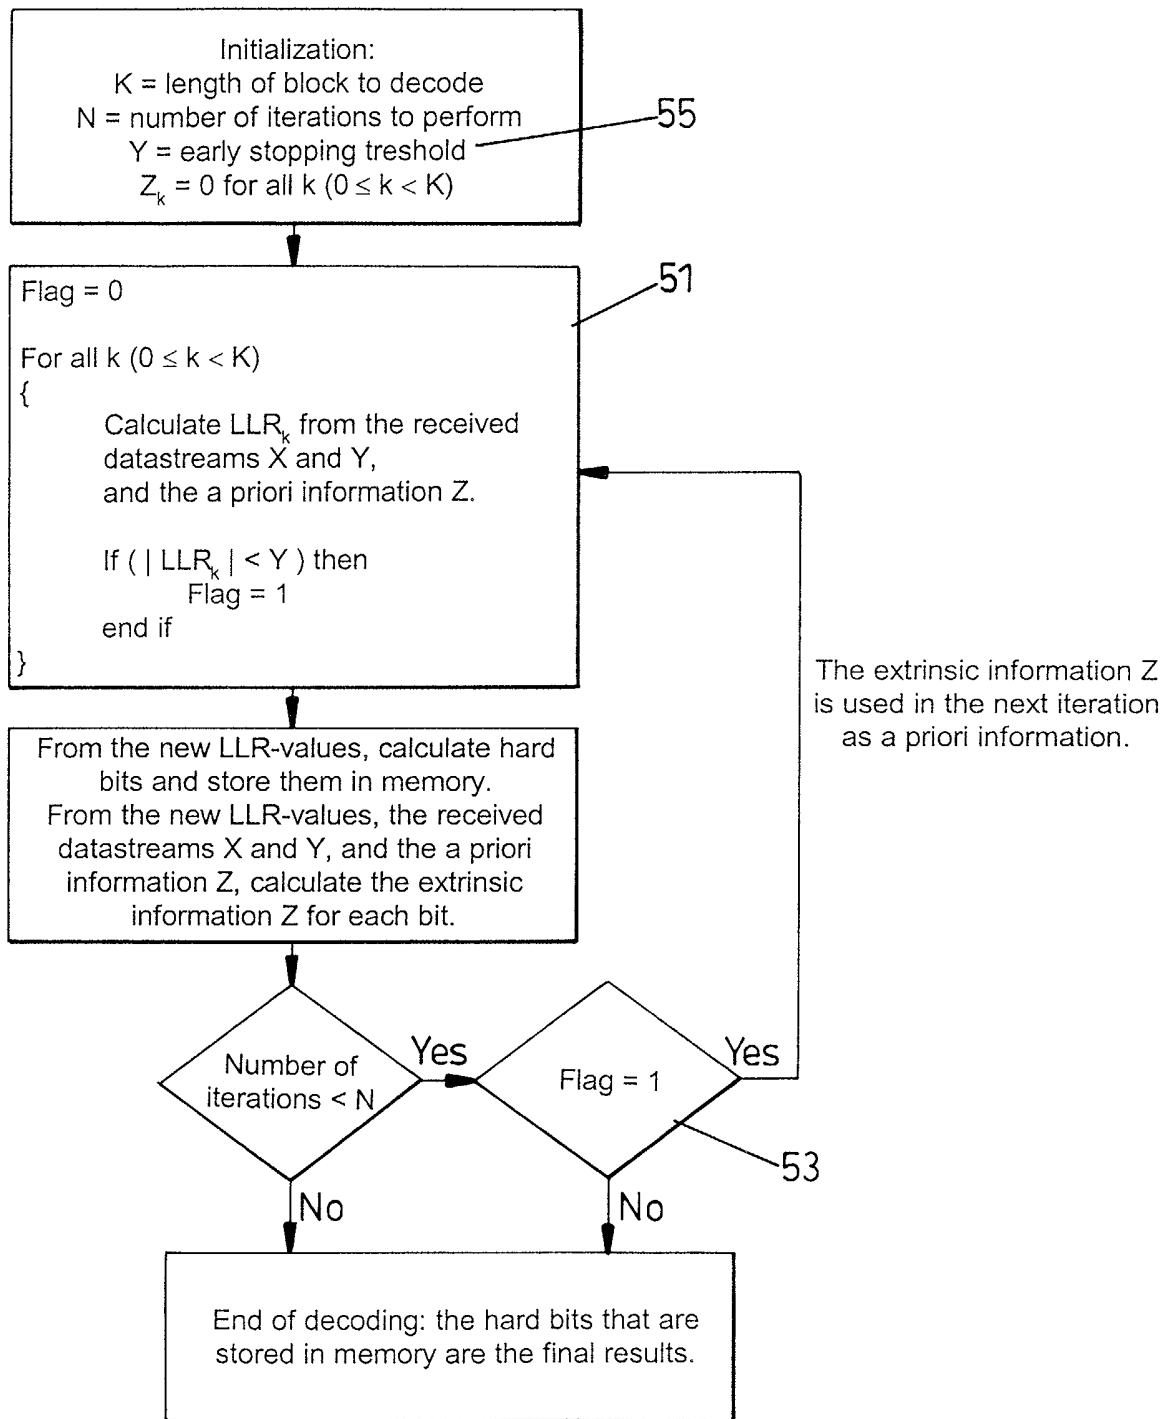 Initialization:
K = length of block to decode
N = number of iterations to perform
Y = early stopping treshold
Z_k = 0 for all k (0 ≤ k < K)
55
Flag = 0
51
For all k (0 ≤ k < K)
{
Calculate LLR_k from the received
datastreams X and Y,
and the a priori information Z.
If ( | LLR_k | < Y ) then
Flag = 1
end if
}
The extrinsic information Z
is used in the next iteration
as a priori information.
From the new LLR-values, calculate hard
bits and store them in memory.
From the new LLR-values, the received
datastreams X and Y, and the a priori
information Z, calculate the extrinsic
information Z for each bit.
Number of
iterations < N
Yes
Flag = 1
Yes
53
No
No
End of decoding: the hard bits that are
stored in memory are the final results.